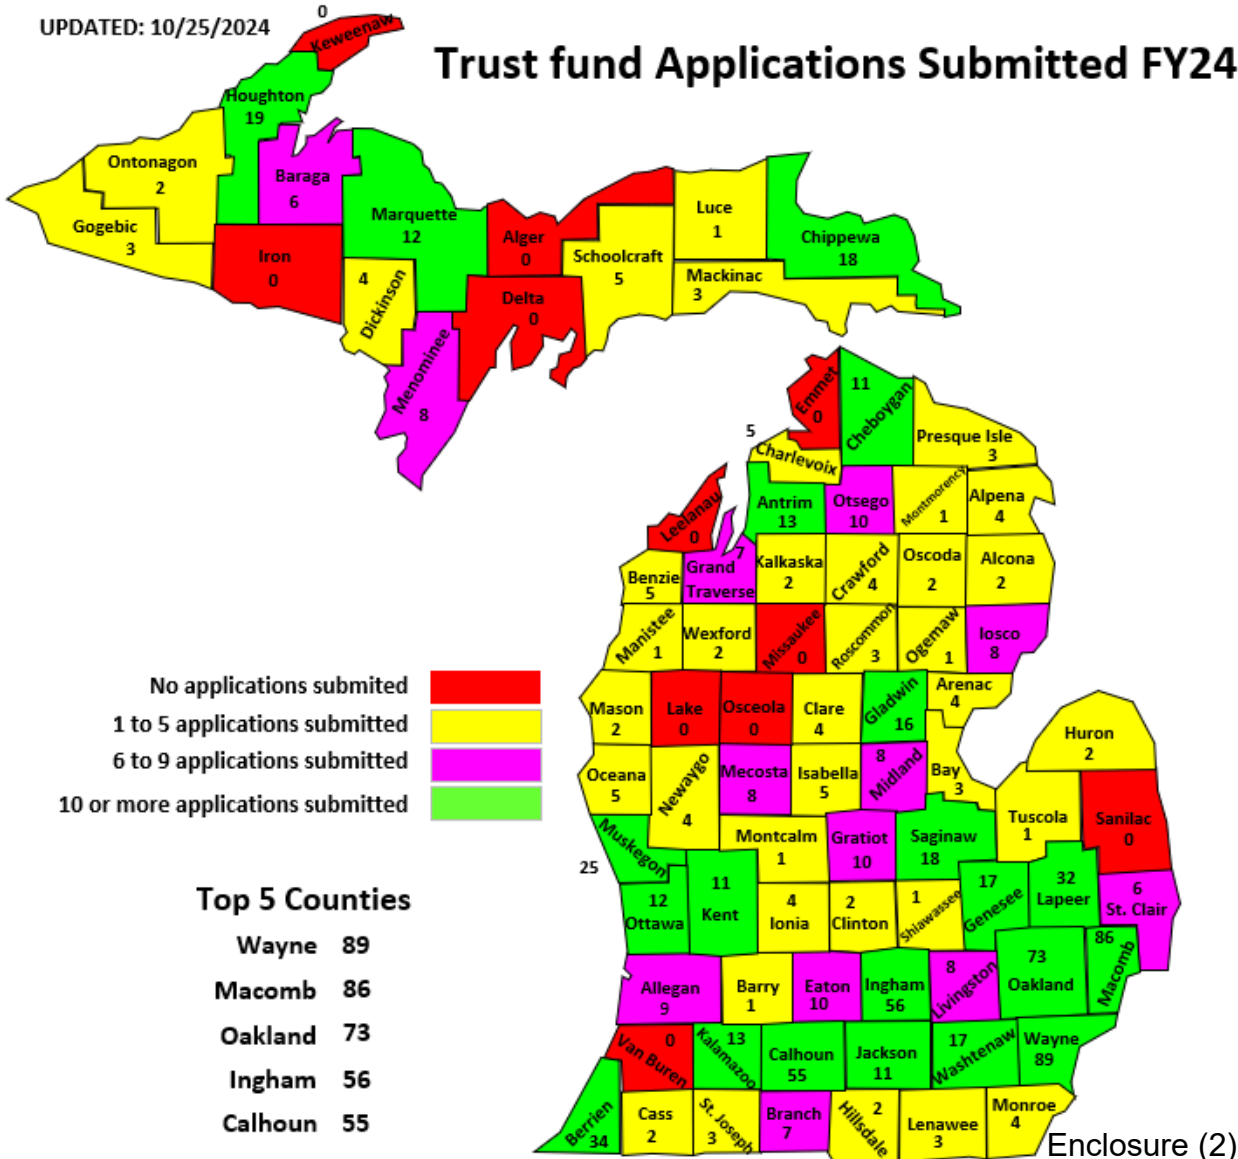 UPDATED: 10/25/2024
Trust fund Applications Submitted FY24
0
Keweenaw
Houghton
19
Ontonagon
2
Baraga
6
Gogebic
3
Marquette
12
Iron
0
4
Dickinson
Menominee
8
Alger
0
Delta
0
Schoolcraft
5
Luce
1
Mackinac
3
Chippewa
18
Emmet
0
11
Cheboygan
Presque Isle
3
5
Charlevoix
Leelanau
0
Antrim
13
Otsego
10
Montmorency
1
Alpena
4
Benzie
5
7
Grand
Traverse
Kalkaska
2
Crawford
4
Oscoda
2
Alcona
2
Manistee
1
Wexford
2
Missaukee
0
Roscommon
3
Ogemaw
1
Iosco
8
Mason
2
Lake
0
Osceola
0
Clare
4
Gladwin
16
Arenac
4
Oceana
5
Newaygo
4
Mecosta
8
Isabella
5
8
Midland
Bay
3
Huron
2
Tuscola
1
Sanilac
0
25
Muskegon
Montcalm
1
Gratiot
10
Saginaw
18
12
Ottawa
11
Kent
4
Ionia
2
Clinton
1
Shiawassee
17
Genesee
32
Lapeer
6
St. Clair
Allegan
9
Barry
1
Eaton
10
Ingham
56
8
Livingston
73
Oakland
86
Macomb
0
Van Buren
13
Kalamazoo
Calhoun
55
Jackson
11
17
Washtenaw
Wayne
89
Berrien
34
Cass
2
St. Joseph
3
Branch
7
2
Hillsdale
Lenawee
3
Monroe
4
No applications submited
1 to 5 applications submitted
6 to 9 applications submitted
10 or more applications submitted
Top 5 Counties
Wayne 89
Macomb 86
Oakland 73
Ingham 56
Calhoun 55
Enclosure (2)